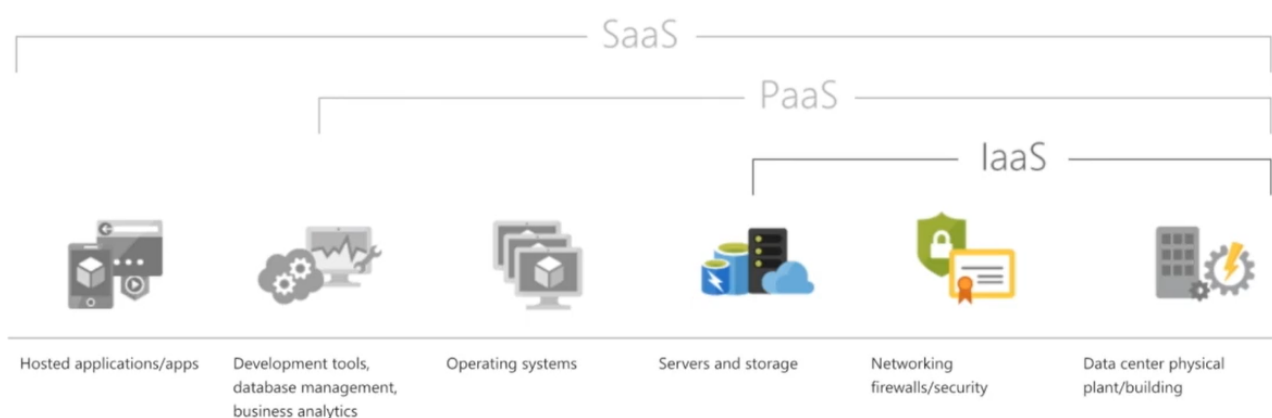 SaaS
PaaS
IaaS
Hosted applications/apps
Development tools,
database management,
business analytics
Operating systems
Servers and storage
Networking
firewalls/security
Data center physical
plant/building